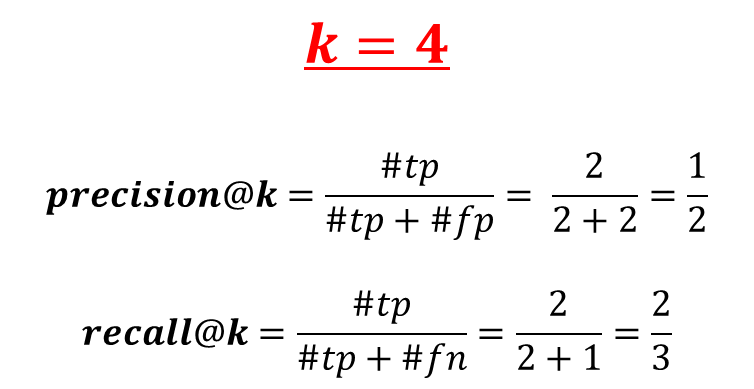 k = 4
precision@k = #tp / (#tp + #fp) = 2 / (2 + 2) = 1 / 2
recall@k = #tp / (#tp + #fn) = 2 / (2 + 1) = 2 / 3